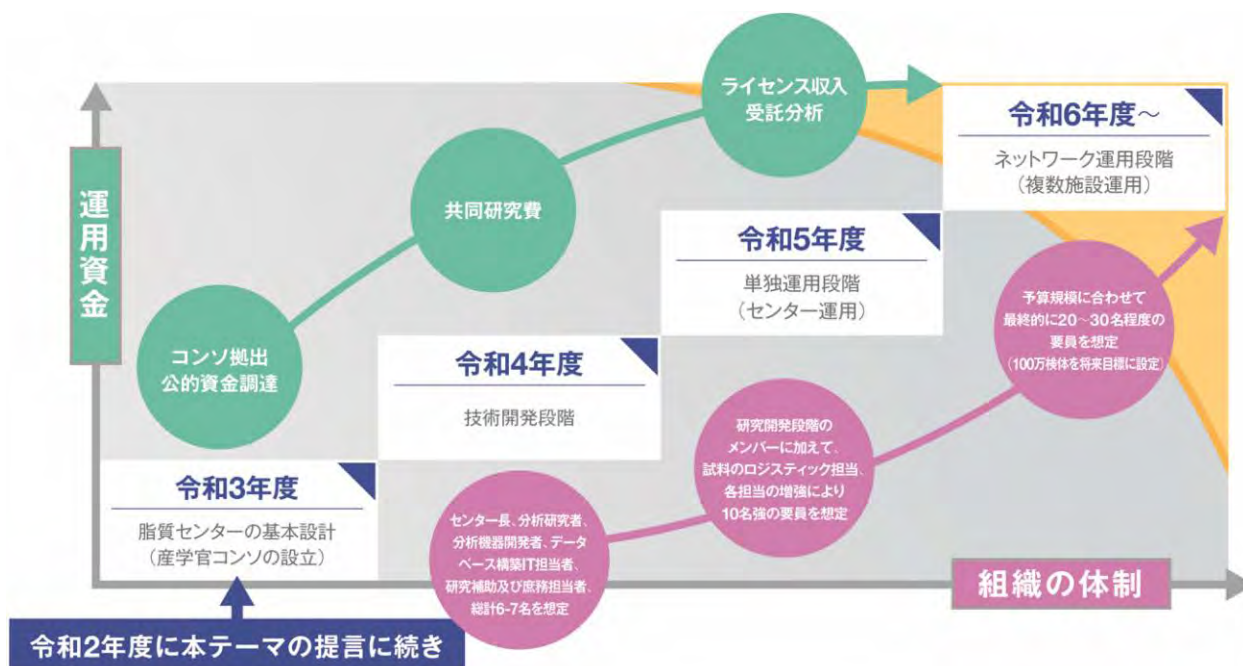 運用資金
ライセンス収入
受託分析
令和6年度～
ネットワーク運用段階
(複数施設運用)
共同研究費
令和5年度
単独運用段階
(センター運用)
予算規模に合わせて
最終的に20～30名程度の
要員を想定
(100万検体を将来目標に設定)
コンソ拠出
公的資金調達
令和4年度
技術開発段階
研究開発段階の
メンバーに加えて、
試料のロジスティック担当、
各担当の増強により
10名強の要員を想定
令和3年度
脂質センターの基本設計
(産学官コンソの設立)
センター長、分析研究者、
分析機器開発者、データ
ベース構築IT担当者、
研究補助及び庶務担当者、
総計6-7名を想定
組織の体制
令和2年度に本テーマの提言に続き